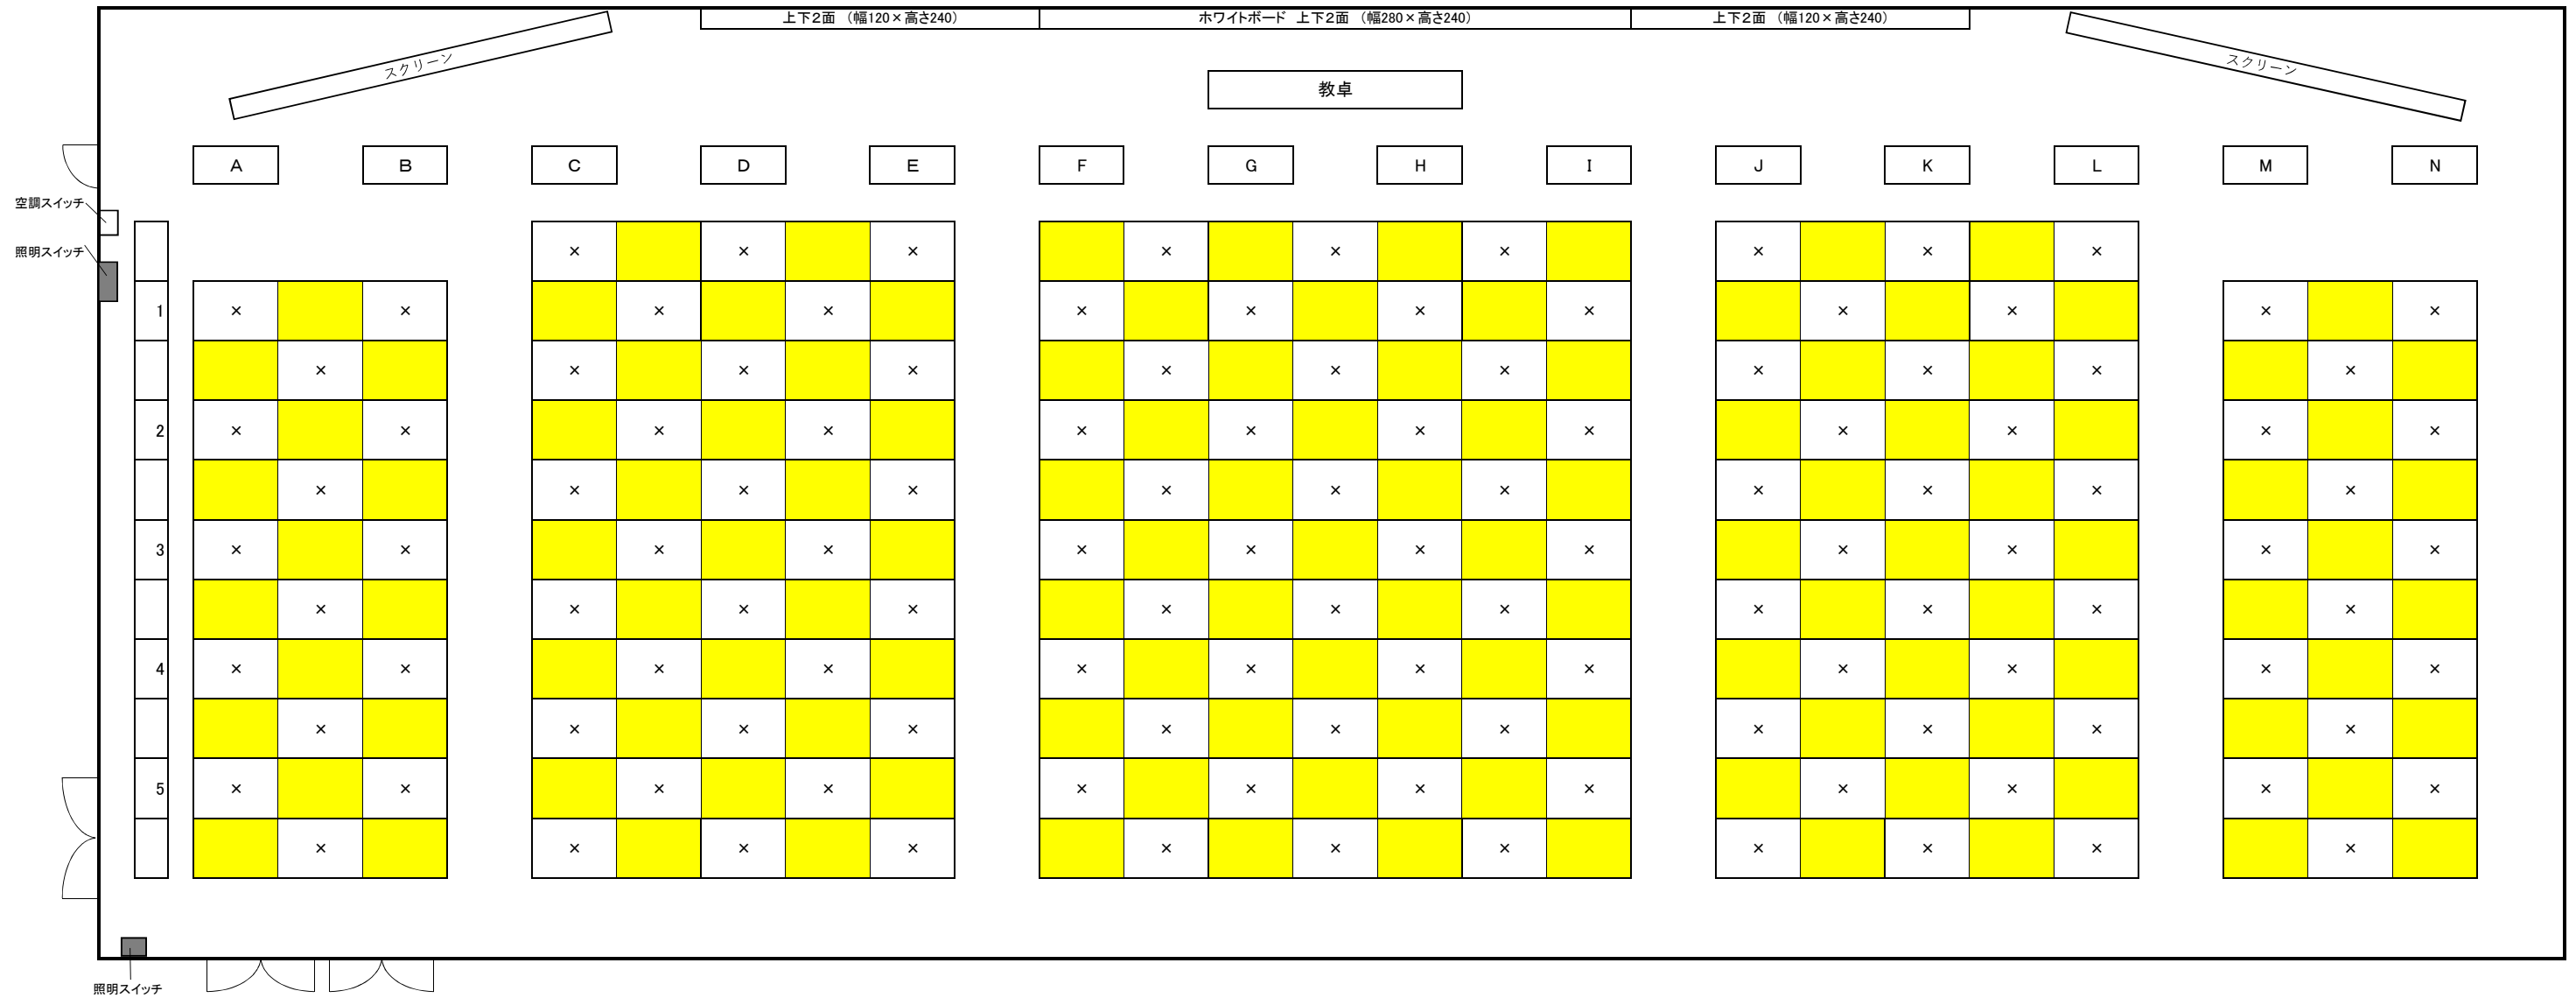 上下2面 (幅120×高さ240) ホワイトボード 上下2面 (幅280×高さ240) 上下2面 (幅120×高さ240)
スクリーン
スクリーン
教卓
A B C D E F G H I J K L M N
空調スイッチ
照明スイッチ
× × × × × × × × × ×
　
1 × × × × × × × × × × × ×
× × × × × × × × × × ×
2 × × × × × × × × × × × ×
× × × × × × × × × × ×
3 × × × × × × × × × × × ×
× × × × × × × × × × ×
4 × × × × × × × × × × × ×
× × × × × × × × × × ×
5 × × × × × × × × × × × ×
× × × × × × × × × × ×
照明スイッチ